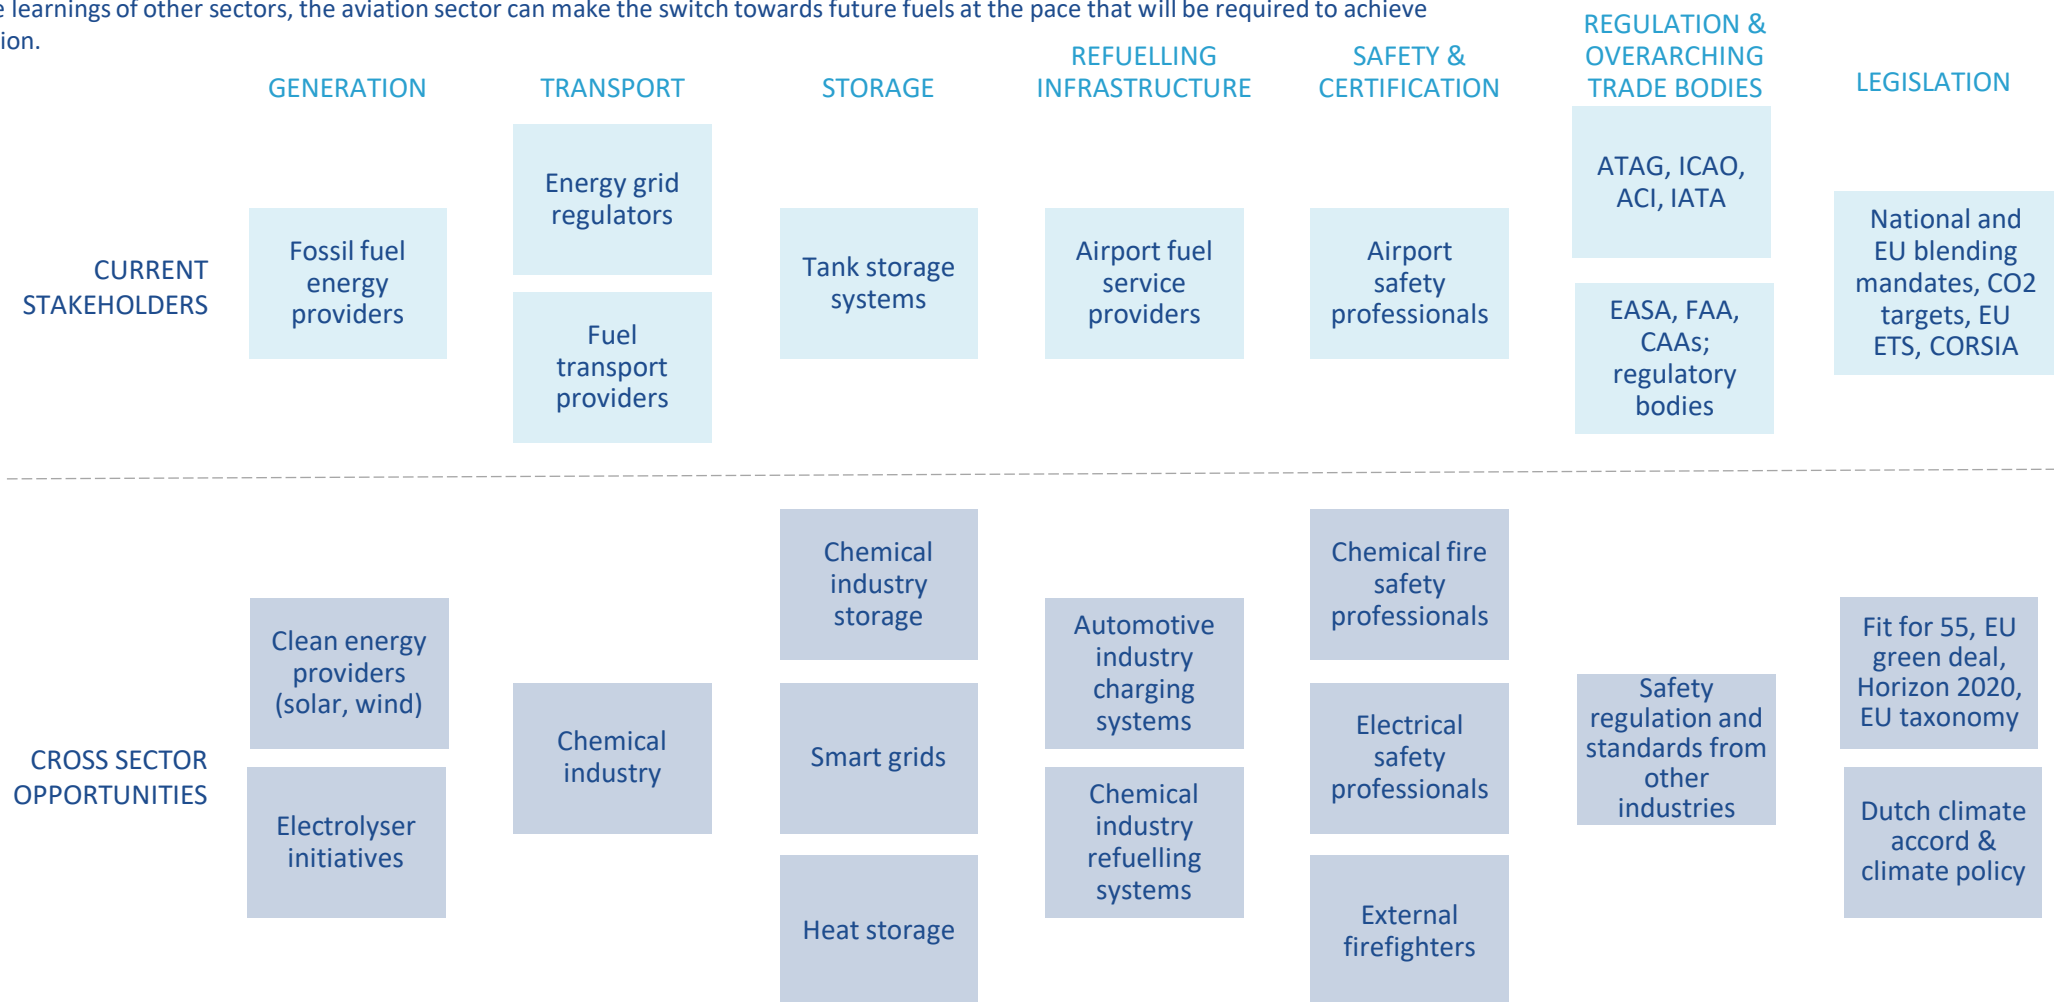 e learnings of other sectors, the aviation sector can make the switch towards future fuels at the pace that will be required to achieve
ion.
GENERATION
TRANSPORT
STORAGE
REFUELLING
INFRASTRUCTURE
SAFETY &
CERTIFICATION
REGULATION &
OVERARCHING
TRADE BODIES
LEGISLATION
CURRENT
STAKEHOLDERS
Fossil fuel
energy
providers
Energy grid
regulators
Fuel
transport
providers
Tank storage
systems
Airport fuel
service
providers
Airport
safety
professionals
ATAG, ICAO,
ACI, IATA
EASA, FAA,
CAAs;
regulatory
bodies
National and
EU blending
mandates, CO2
targets, EU
ETS, CORSIA
CROSS SECTOR
OPPORTUNITIES
Clean energy
providers
(solar, wind)
Electrolyser
initiatives
Chemical
industry
Chemical
industry
storage
Smart grids
Heat storage
Automotive
industry
charging
systems
Chemical
industry
refuelling
systems
Chemical fire
safety
professionals
Electrical
safety
professionals
External
firefighters
Safety
regulation and
standards from
other
industries
Fit for 55, EU
green deal,
Horizon 2020,
EU taxonomy
Dutch climate
accord &
climate policy